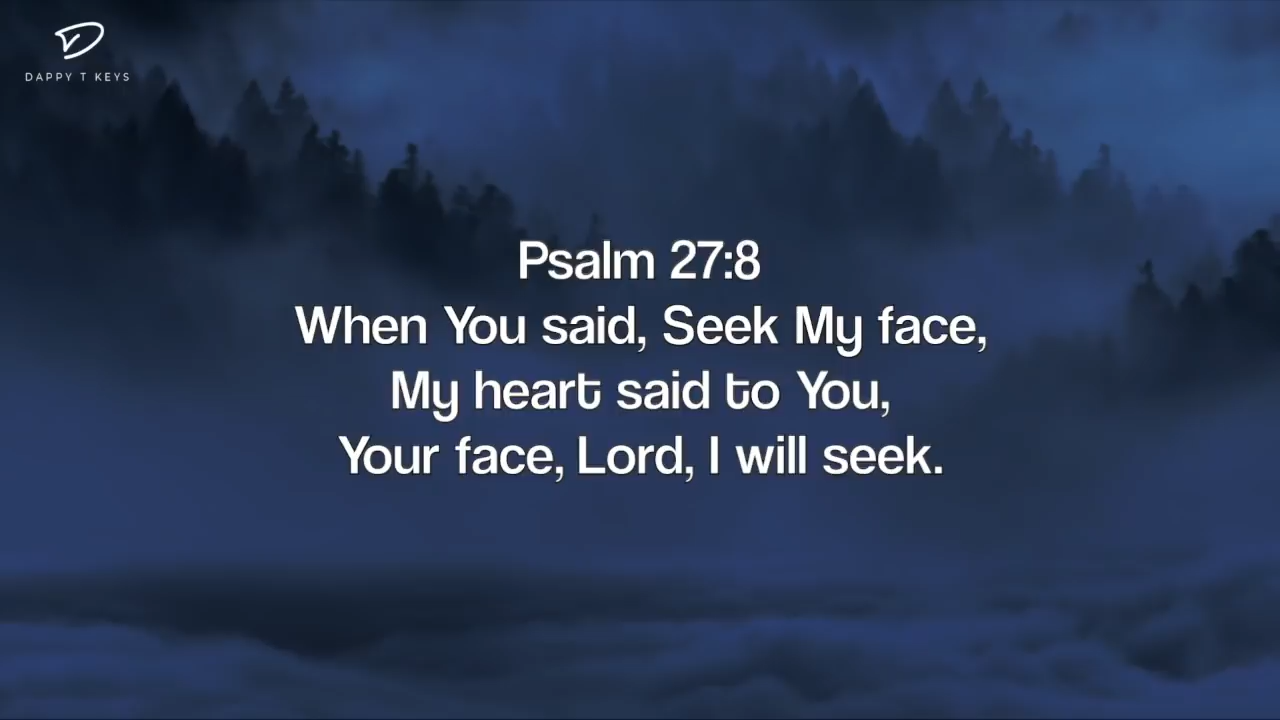 DAPPY T KEYS
Psalm 27:8
When You said, Seek My face,
My heart said to You,
Your face, Lord, I will seek.